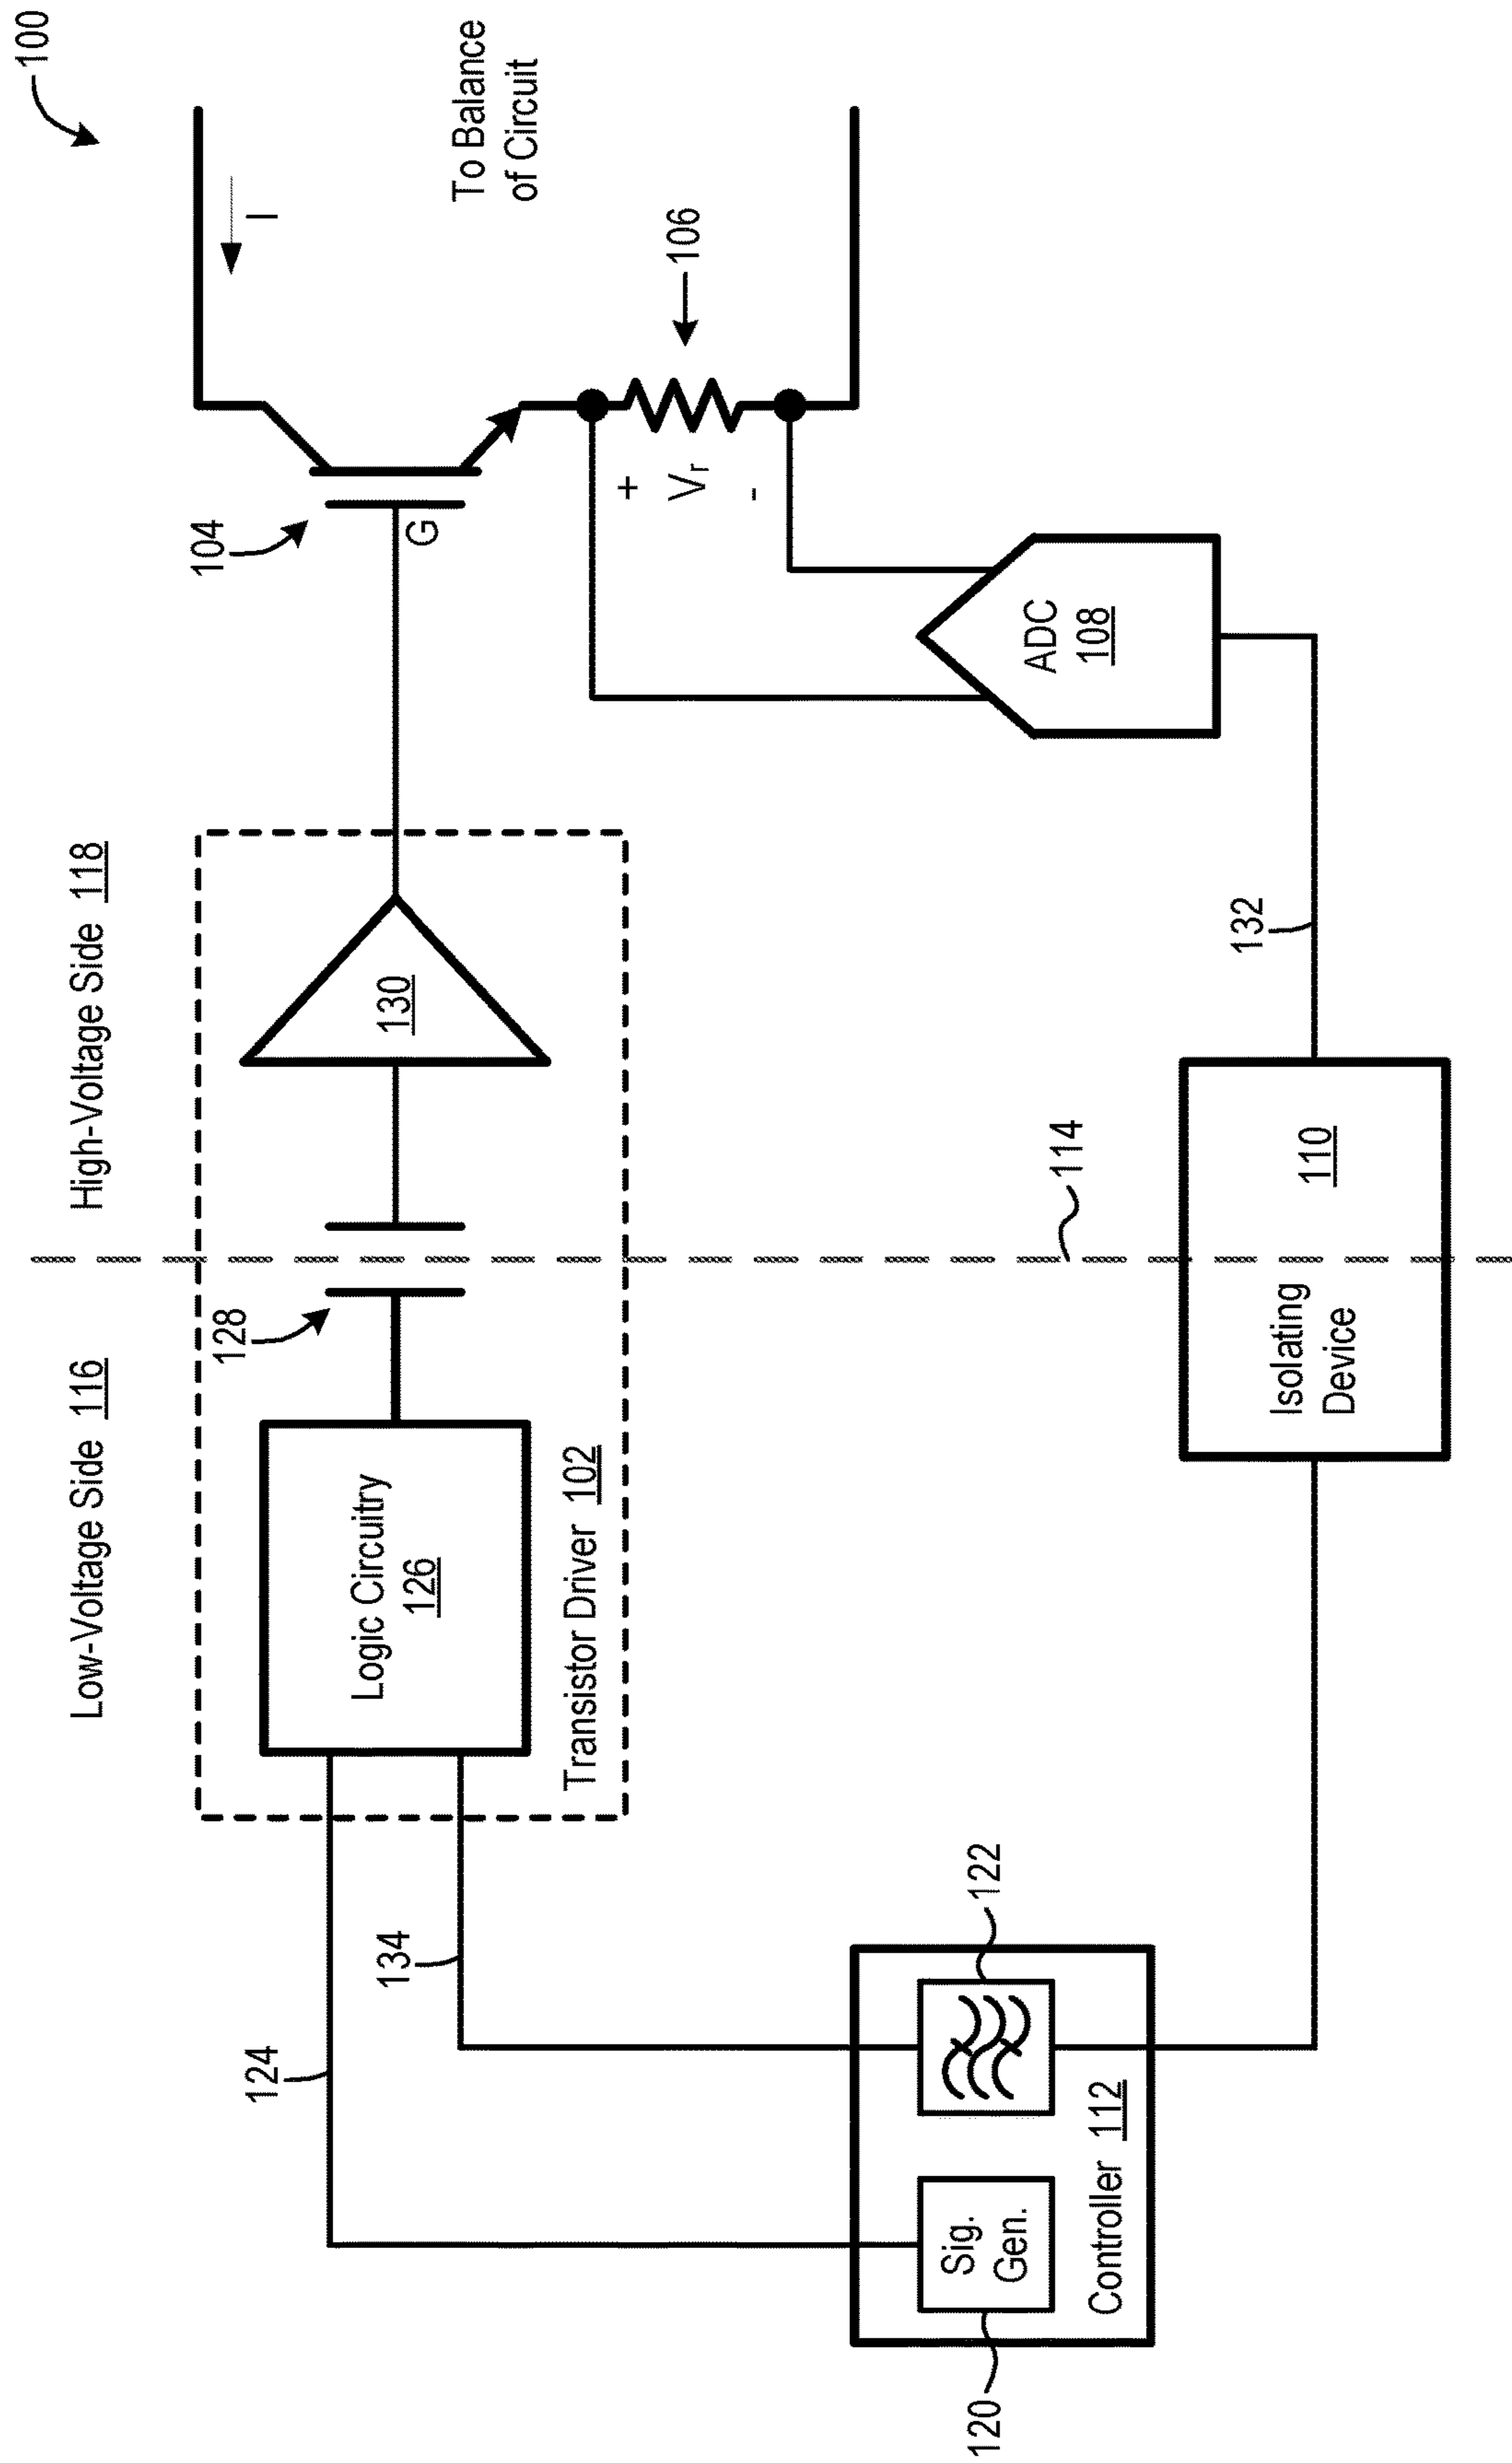 100
Low-Voltage Side 116
High-Voltage Side 118
I
To Balance
of Circuit
124
134
128
104
G
Logic Circuitry
126
130
Transistor Driver 102
+
Vr
-
106
120
Sig.
Gen.
122
Controller 112
114
ADC
108
132
Isolating
Device
110